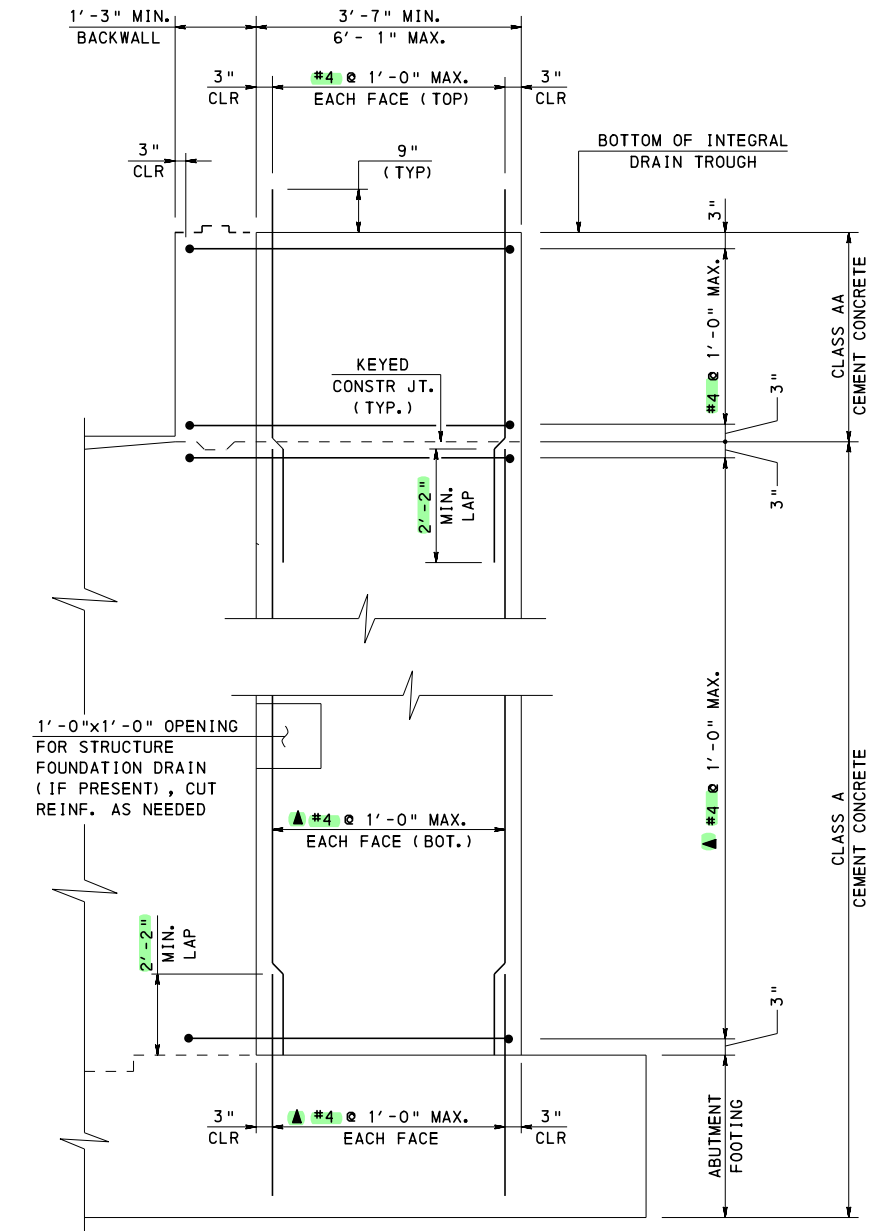 1'-3" MIN.
BACKWALL
3'-7" MIN.
6'- 1" MAX.
3"
CLR
#4 @ 1'-0" MAX.
EACH FACE (TOP)
3"
CLR
3"
CLR
9"
(TYP)
BOTTOM OF INTEGRAL
DRAIN TROUGH
3"
#4 @ 1'-0" MAX.
CLASS AA
CEMENT CONCRETE
KEYED
CONSTR JT.
(TYP.)
3"
3"
2'-2"
MIN.
LAP
1'-0"x1'-0" OPENING
FOR STRUCTURE
FOUNDATION DRAIN
(IF PRESENT), CUT
REINF. AS NEEDED
▲ #4 @ 1'-0" MAX.
EACH FACE (BOT.)
▲ #4 @ 1'-0" MAX.
CLASS A
CEMENT CONCRETE
2'-2"
MIN.
LAP
3"
3"
CLR
▲ #4 @ 1'-0" MAX.
EACH FACE
3"
CLR
ABUTMENT
FOOTING